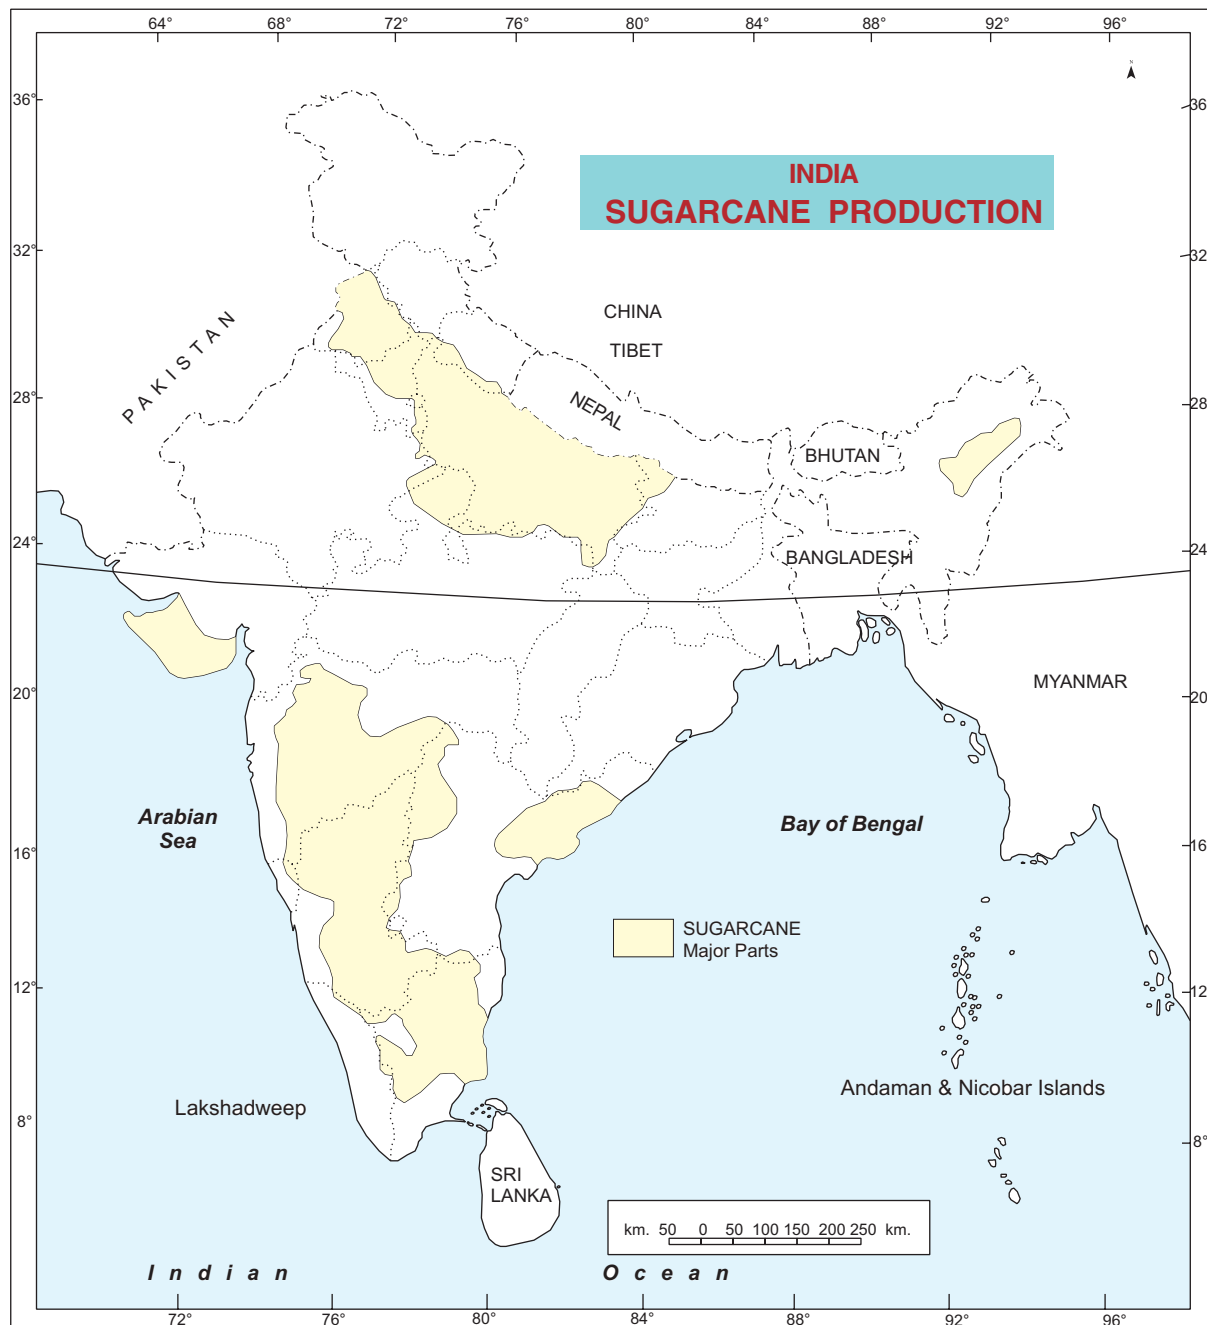 64° 68° 72° 76° 80° 84° 88° 92° 96°
N
36° 36
INDIA
SUGARCANE PRODUCTION
32° 32
CHINA
PAKISTAN
TIBET
28° 28°
NEPAL
BHUTAN
24° 24
BANGLADESH
MYANMAR
20° 20
Arabian
Sea
Bay of Bengal
16° 16
SUGARCANE
Major Parts
12° 12°
Andaman & Nicobar Islands
Lakshadweep
8° 8°
SRI
LANKA
km. 50 0 50 100 150 200 250 km.
Indian Ocean
72° 76° 80° 84° 88° 92° 96°